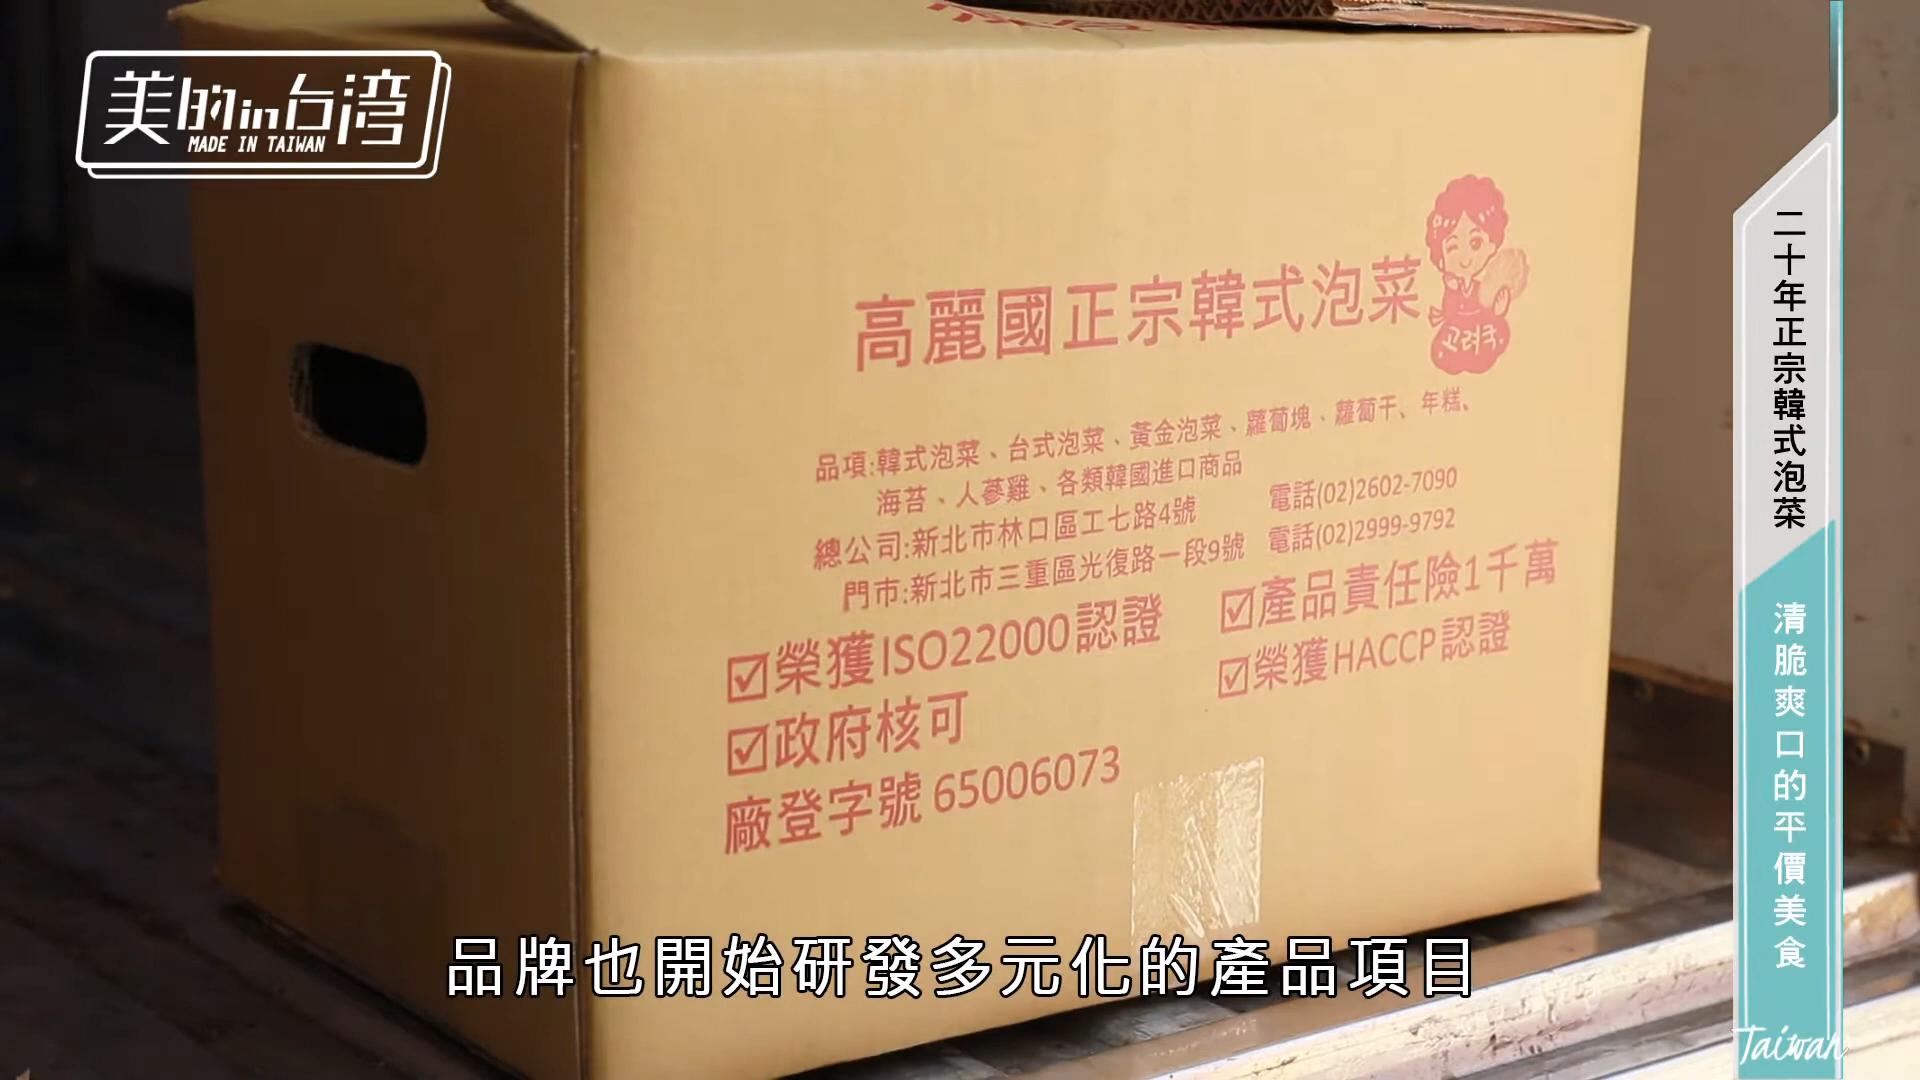 美的in台湾
MADE IN TAIWAN
高麗國正宗韓式泡菜
고려국
品項:韓式泡菜、台式泡菜、黃金泡菜、蘿蔔塊、蘿蔔干、年糕、
海苔、人蔘雞、各類韓國進口商品
總公司:新北市林口區工七路4號 電話(02)2602-7090
門市:新北市三重區光復路一段9號 電話(02)2999-9792
☑榮獲ISO22000認證 ☑產品責任險1千萬
☑政府核可 ☑榮獲HACCP認證
廠登字號 65006073
品牌也開始研發多元化的產品項目
二十年正宗韓式泡菜
清脆爽口的平價美食
Taiwan